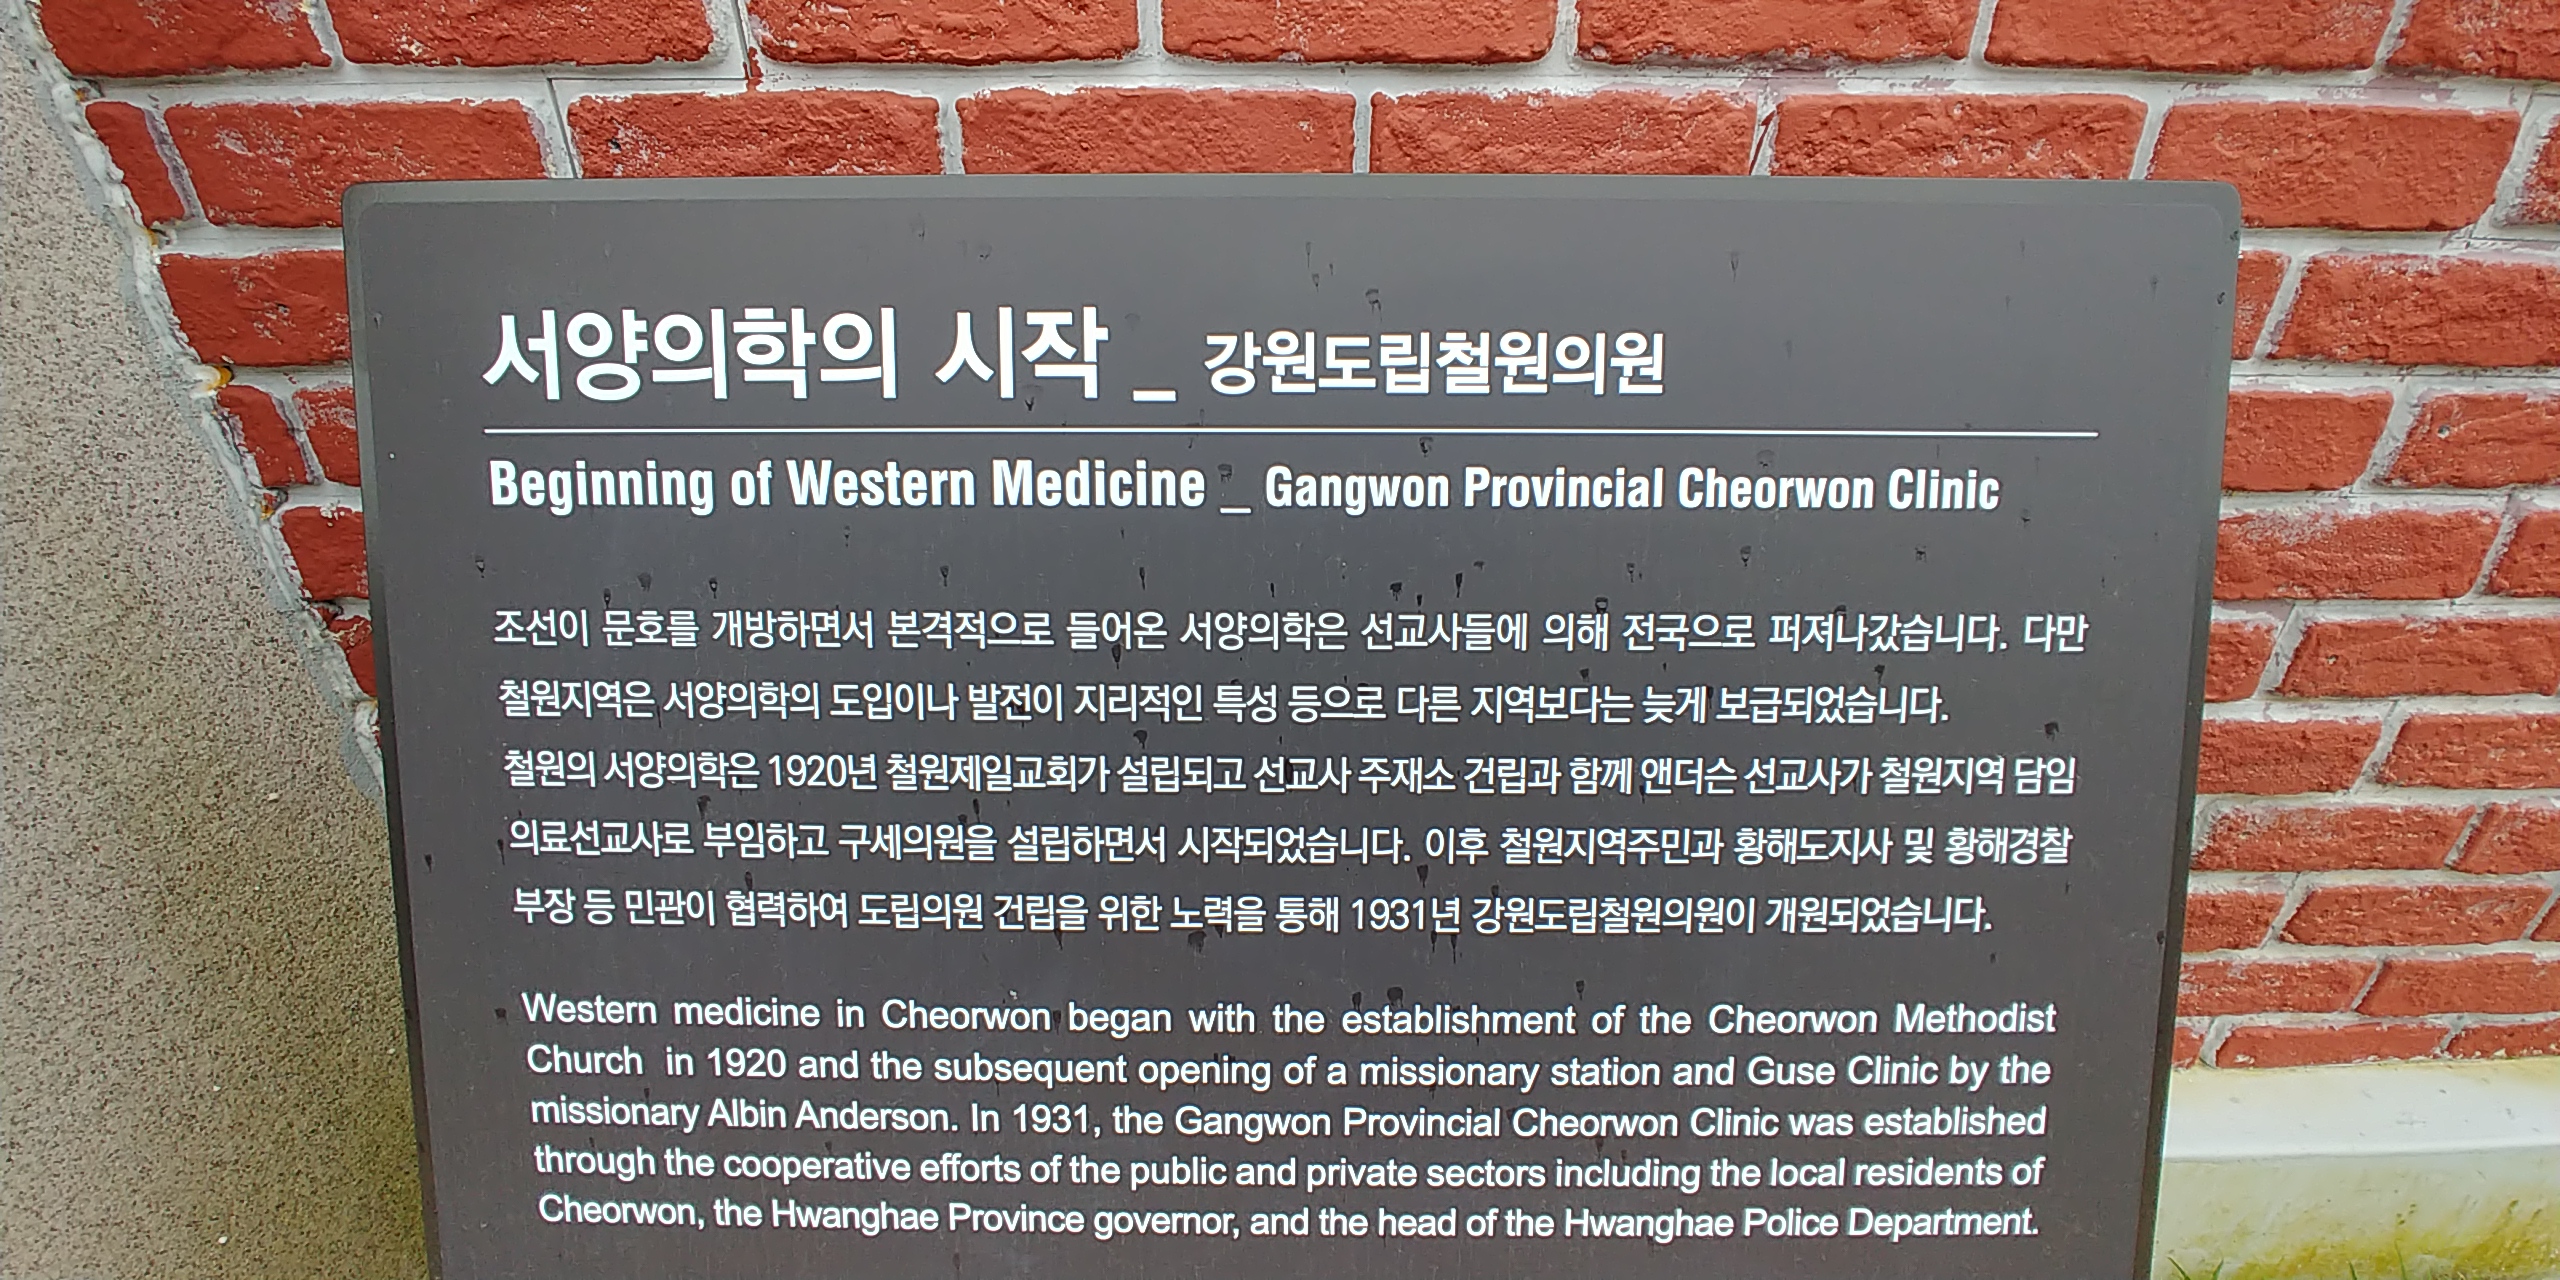 서양의학의 시작 _ 강원도립철원의원
Beginning of Western Medicine _ Gangwon Provincial Cheorwon Clinic
조선이 문호를 개방하면서 본격적으로 들어온 서양의학은 선교사들에 의해 전국으로 퍼져나갔습니다. 다만
철원지역은 서양의학의 도입이나 발전이 지리적인 특성 등으로 다른 지역보다는 늦게 보급되었습니다.
철원의 서양의학은 1920년 철원제일교회가 설립되고 선교사 주재소 건립과 함께 앤더슨 선교사가 철원지역 담임
의료선교사로 부임하고 구세의원을 설립하면서 시작되었습니다. 이후 철원지역주민과 황해도지사 및 황해경찰
부장 등 민관이 협력하여 도립의원 건립을 위한 노력을 통해 1931년 강원도립철원의원이 개원되었습니다.
Western medicine in Cheorwon began with the establishment of the Cheorwon Methodist
Church in 1920 and the subsequent opening of a missionary station and Guse Clinic by the
missionary Albin Anderson. In 1931, the Gangwon Provincial Cheorwon Clinic was established
through the cooperative efforts of the public and private sectors including the local residents of
Cheorwon, the Hwanghae Province governor, and the head of the Hwanghae Police Department.